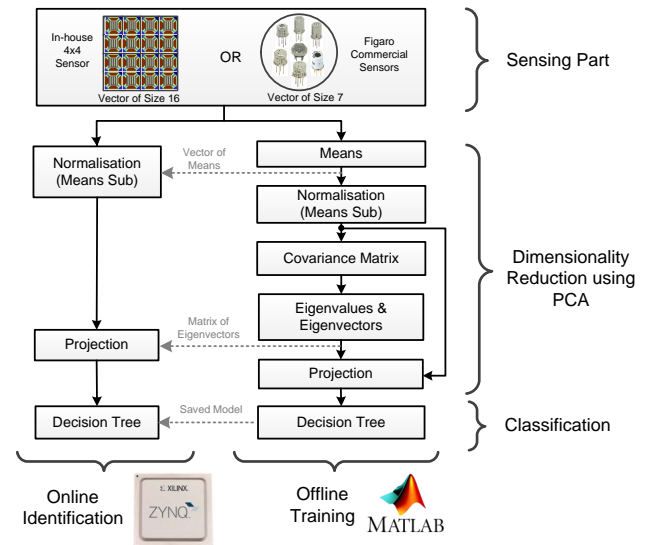 In-house
4x4
Sensor
Vector of Size 16
OR
Figaro
Commercial
Sensors
Vector of Size 7
Sensing Part
Normalisation
(Means Sub)
Vector of
Means
Means
Normalisation
(Means Sub)
Covariance Matrix
Eigenvalues &
Eigenvectors
Dimensionality
Reduction using
PCA
Projection
Matrix of
Eigenvectors
Projection
Decision Tree
Saved Model
Decision Tree
Classification
Online
Identification
XILINX
ZYNQ
Offline
Training
MATLAB